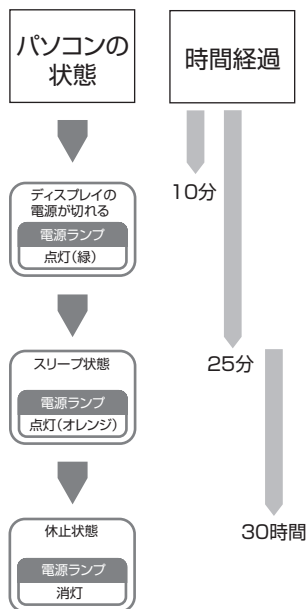 パソコンの
状態
時間経過
ディスプレイの
電源が切れる
電源ランプ
点灯(緑)
10分
スリープ状態
電源ランプ
点灯(オレンジ)
25分
休止状態
電源ランプ
消灯
30時間